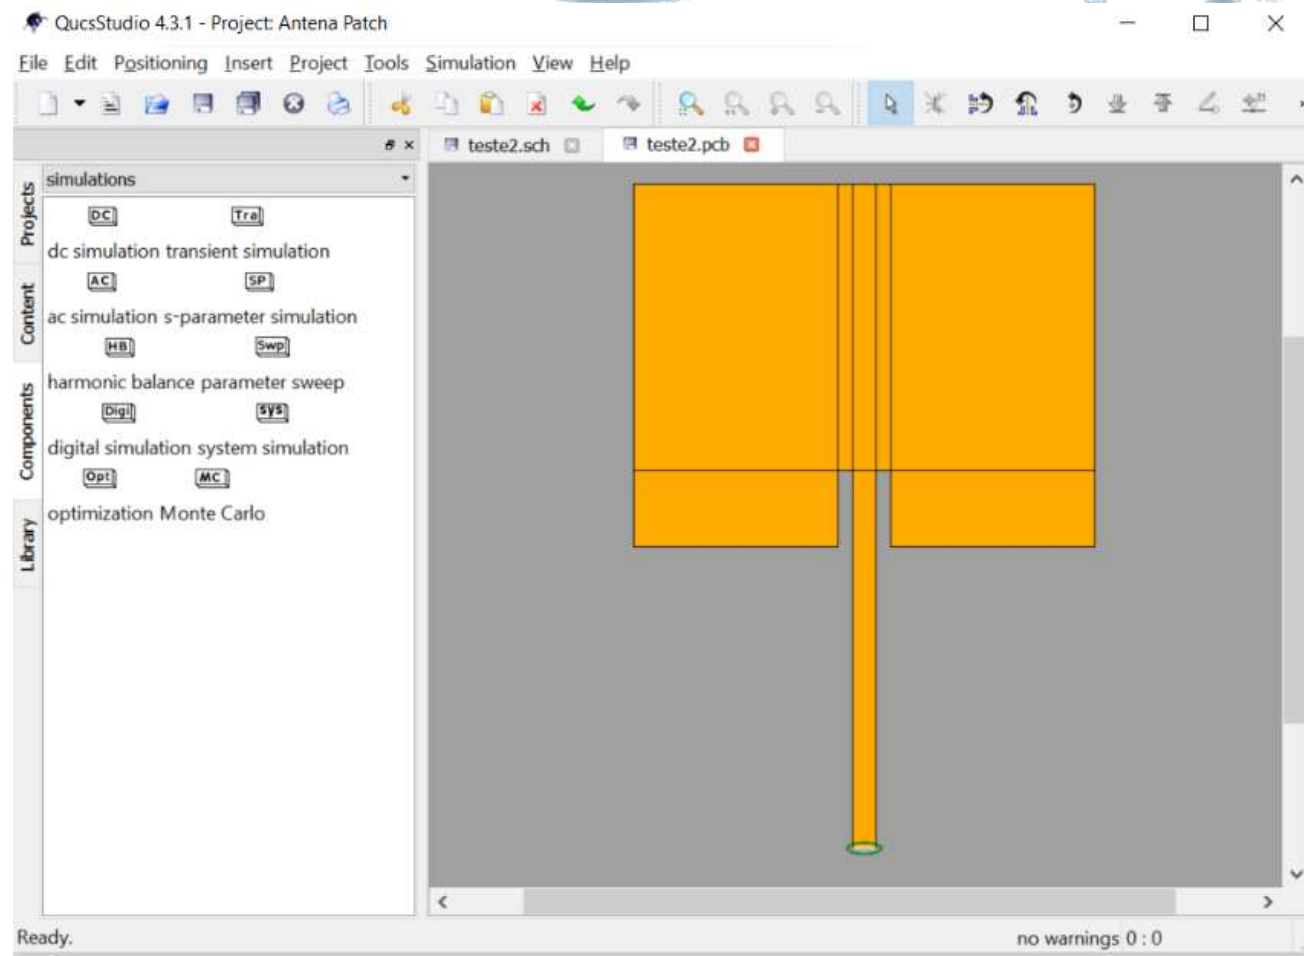 QucsStudio 4.3.1 - Project: Antena Patch
File Edit Positioning Insert Project Tools Simulation View Help
teste2.sch teste2.pcb
Projects
Content
Components
Library
simulations
DC Tra
dc simulation transient simulation
AC SP
ac simulation s-parameter simulation
HB Swp
harmonic balance parameter sweep
Digi sys
digital simulation system simulation
Opt MC
optimization Monte Carlo
Ready.
no warnings 0 : 0